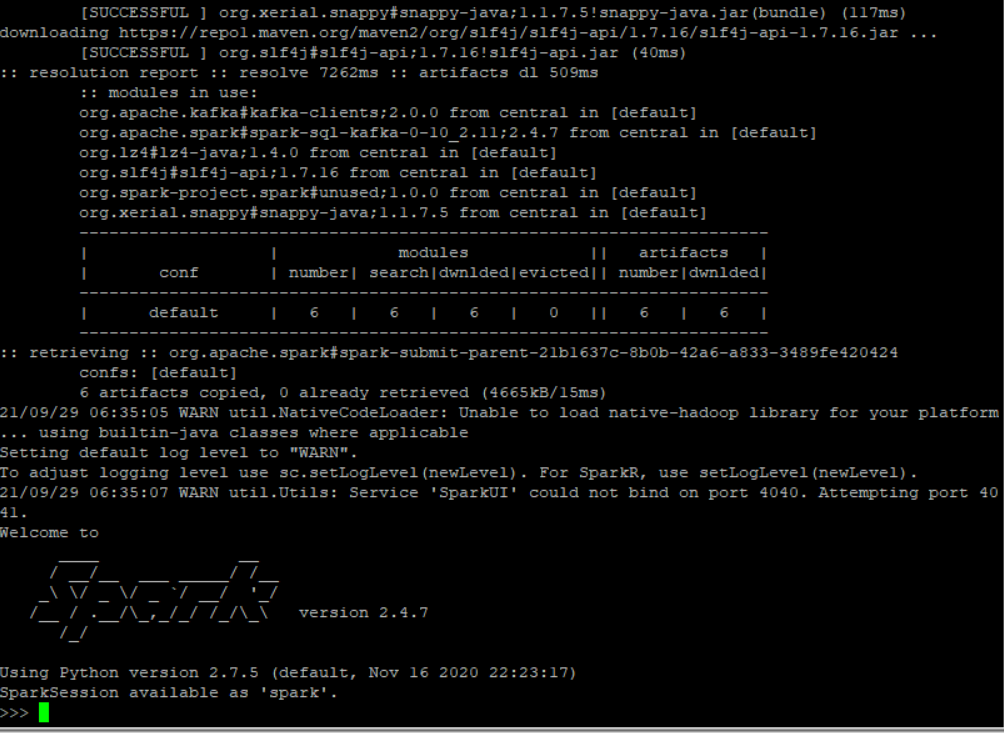 [SUCCESSFUL ] org.xerial.snappy#snappy-java;1.1.7.5!snappy-java.jar(bundle) (117ms)
downloading https://repo1.maven.org/maven2/org/slf4j/slf4j-api/1.7.16/slf4j-api-1.7.16.jar ...
        [SUCCESSFUL ] org.slf4j#slf4j-api;1.7.16!slf4j-api.jar (40ms)
:: resolution report :: resolve 7262ms :: artifacts dl 509ms
        :: modules in use:
        org.apache.kafka#kafka-clients;2.0.0 from central in [default]
        org.apache.spark#spark-sql-kafka-0-10_2.11;2.4.7 from central in [default]
        org.lz4#lz4-java;1.4.0 from central in [default]
        org.slf4j#slf4j-api;1.7.16 from central in [default]
        org.spark-project.spark#unused;1.0.0 from central in [default]
        org.xerial.snappy#snappy-java;1.1.7.5 from central in [default]
        ---------------------------------------------------------------------
        |                  |            modules            ||   artifacts   |
        |       conf       | number| search|dwnlded|evicted|| number|dwnlded|
        ---------------------------------------------------------------------
        |      default     |   6   |   6   |   6   |   0   ||   6   |   6   |
        ---------------------------------------------------------------------
:: retrieving :: org.apache.spark#spark-submit-parent-21b1637c-8b0b-42a6-a833-3489fe420424
        confs: [default]
        6 artifacts copied, 0 already retrieved (4665kB/15ms)
21/09/29 06:35:05 WARN util.NativeCodeLoader: Unable to load native-hadoop library for your platform
... using builtin-java classes where applicable
Setting default log level to "WARN".
To adjust logging level use sc.setLogLevel(newLevel). For SparkR, use setLogLevel(newLevel).
21/09/29 06:35:07 WARN util.Utils: Service 'SparkUI' could not bind on port 4040. Attempting port 40
41.
Welcome to
Spark version 2.4.7
Using Python version 2.7.5 (default, Nov 16 2020 22:23:17)
SparkSession available as 'spark'.
>>>